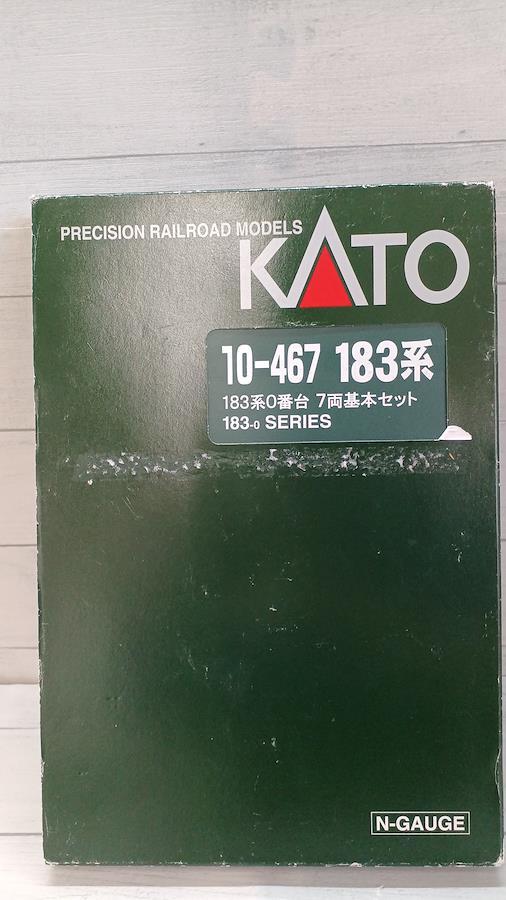 PRECISION RAILROAD MODELS
KATO
10-467 183系
183系0番台 7両基本セット
183-0 SERIES
N-GAUGE